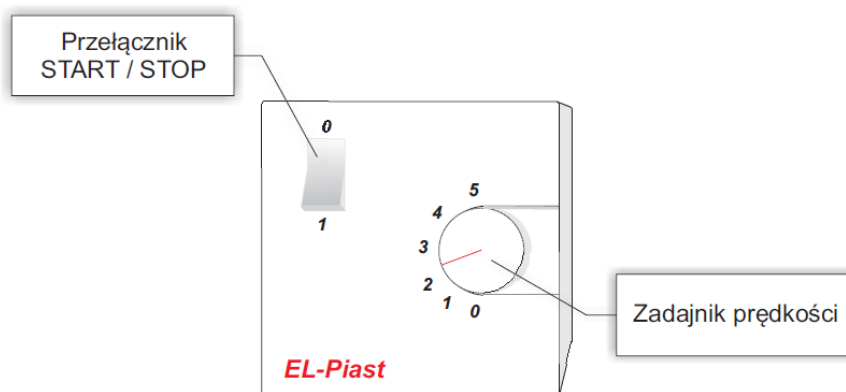 Przełącznik
START / STOP
0
1
5
4
3
2
1
0
Zadajnik prędkości
EL-Piast